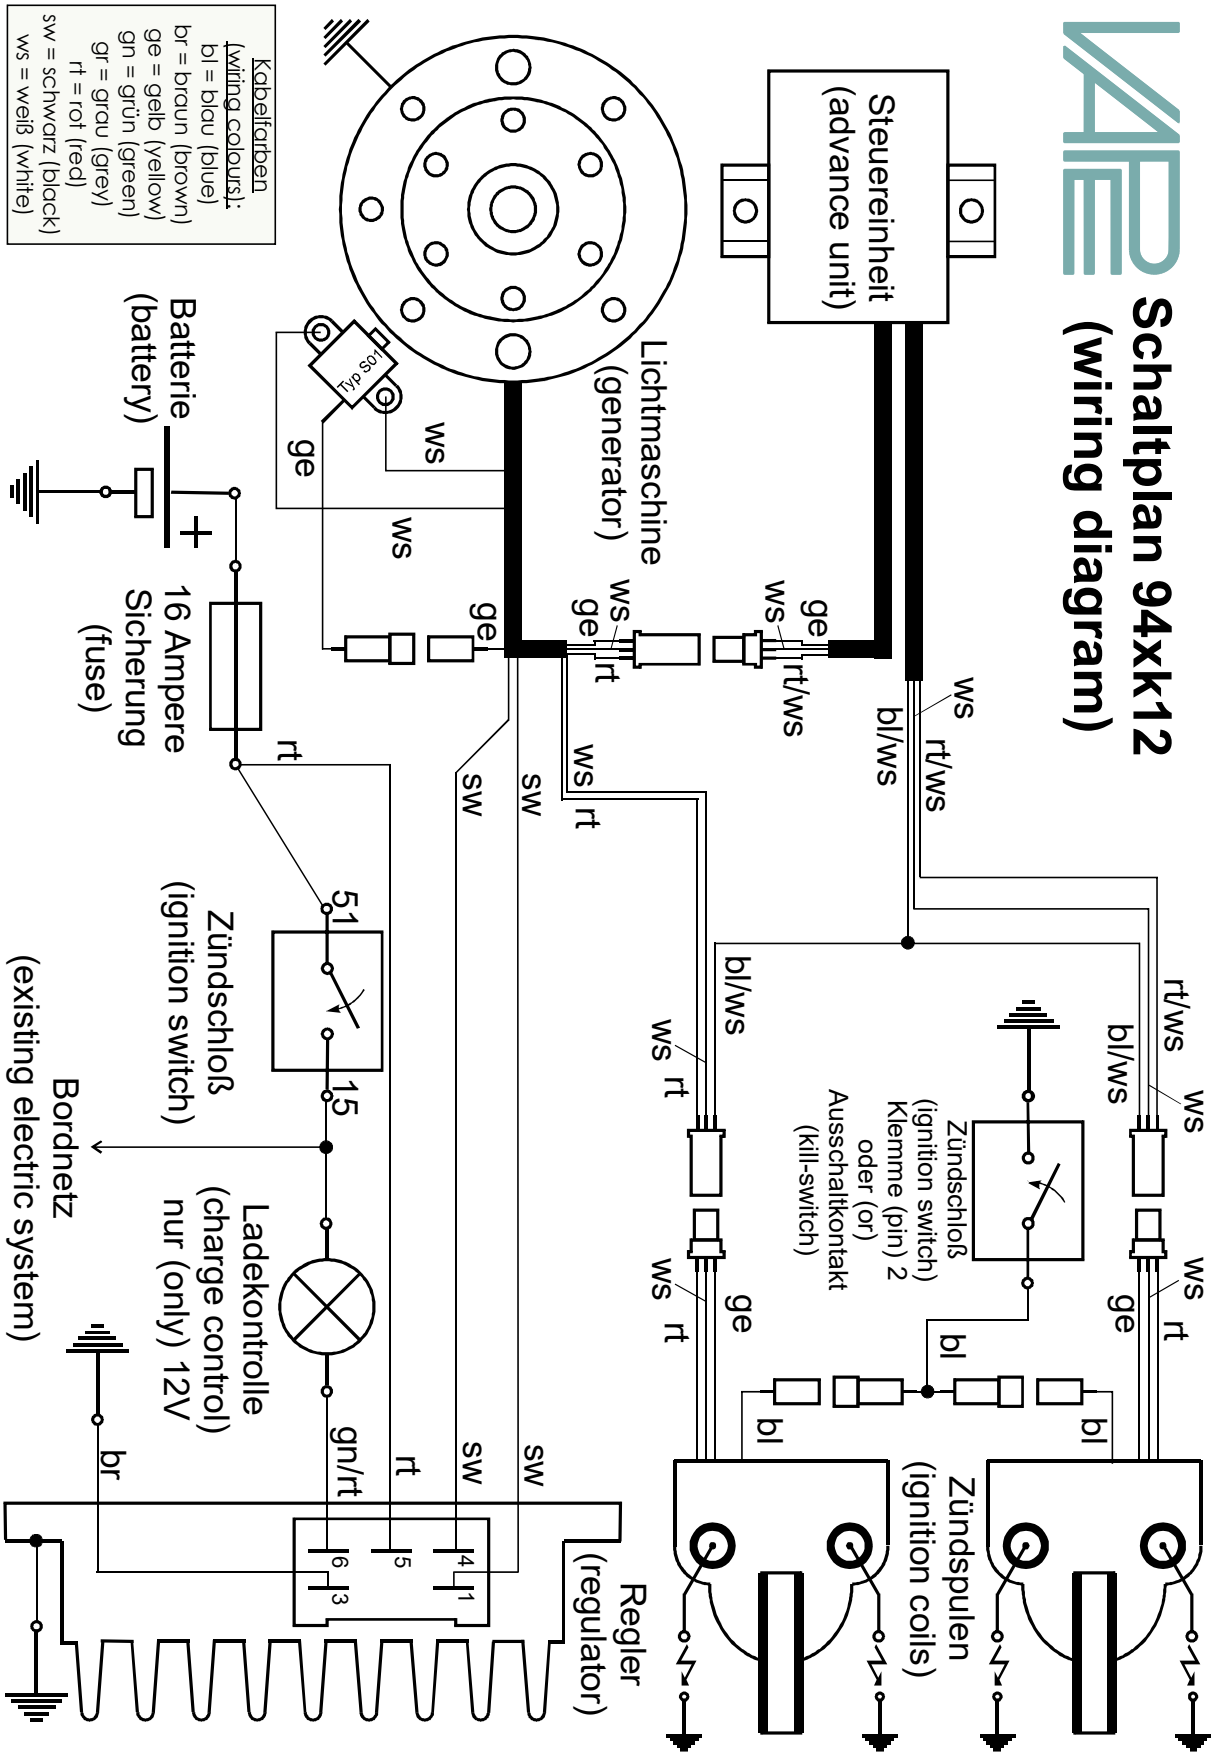 VAPE
Schaltplan 94xk12
(wiring diagram)
Steuereinheit
(advance unit)
ws
rt/ws
bl/ws
rt/ws
ws
bl/ws
ws
rt
ge
ge
ws
rt/ws
ws
ge
rt
Lichtmaschine
(generator)
Typ S01
ws
ws
ge
ge
ws
rt
sw
sw
bl/ws
ws
rt
ge
ws
rt
Zündschloß
(ignition switch)
Klemme (pin) 2
oder (or)
Ausschaltkontakt
(kill-switch)
bl
bl
bl
Zündspulen
(ignition coils)
Kabelfarben
(wiring colours):
bl = blau (blue)
br = braun (brown)
ge = gelb (yellow)
gn = grün (green)
gr = grau (grey)
rt = rot (red)
sw = schwarz (black)
ws = weiß (white)
Batterie
(battery)
+
16 Ampere
Sicherung
(fuse)
rt
51
15
Zündschloß
(ignition switch)
Bordnetz
(existing electric system)
Ladekontrolle
(charge control)
nur (only) 12V
sw
sw
rt
gn/rt
br
1
4
5
6
3
Regler
(regulator)